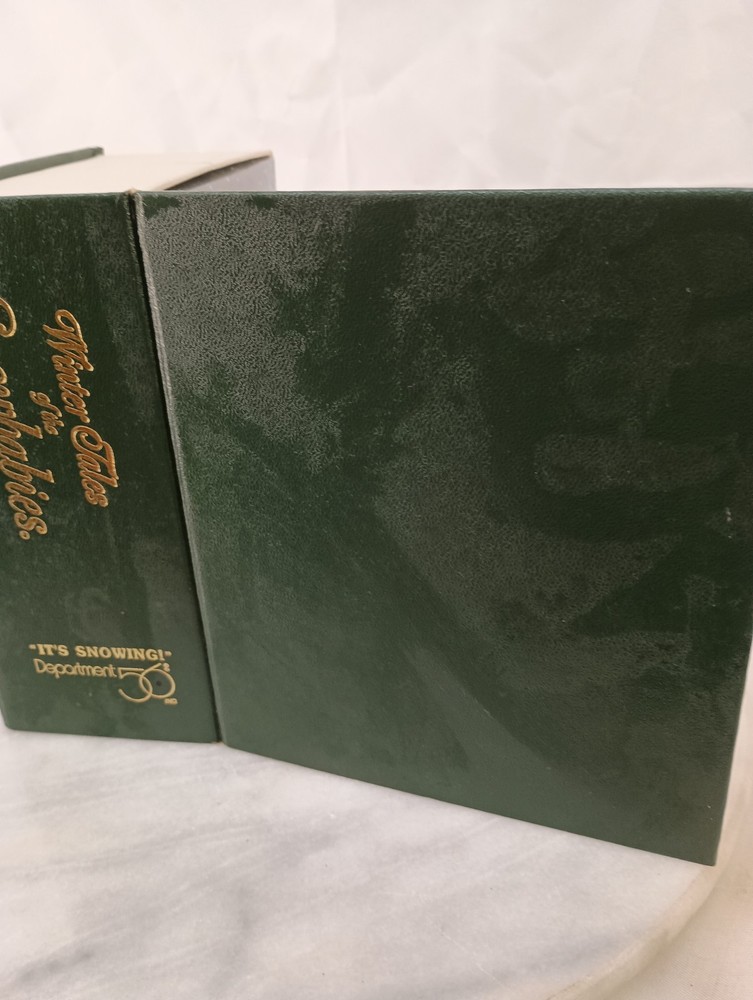 Winter Tales
of the
Snowbabies.
"IT'S SNOWING!"
Department 56®